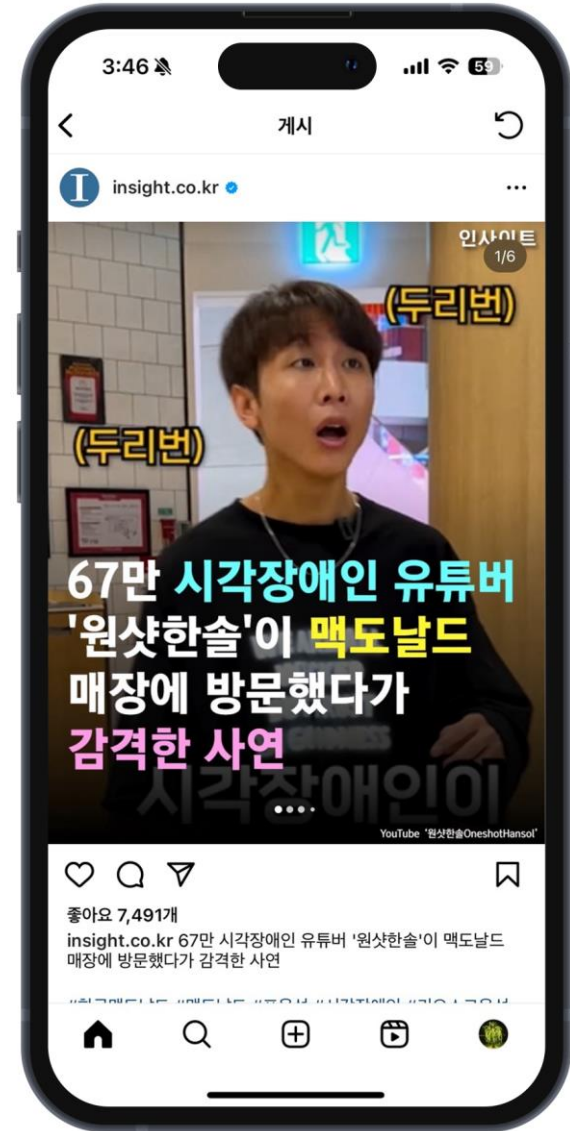 3:46
59
게시
insight.co.kr
인사이트
1/6
(두리번)
(두리번)
67만 시각장애인 유튜버
'원샷한솔'이 맥도날드
매장에 방문했다가
감격한 사연
시각장애인이
YouTube '원샷한솔OneshotHansol'
좋아요 7,491개
insight.co.kr 67만 시각장애인 유튜버 '원샷한솔'이 맥도날드
매장에 방문했다가 감격한 사연